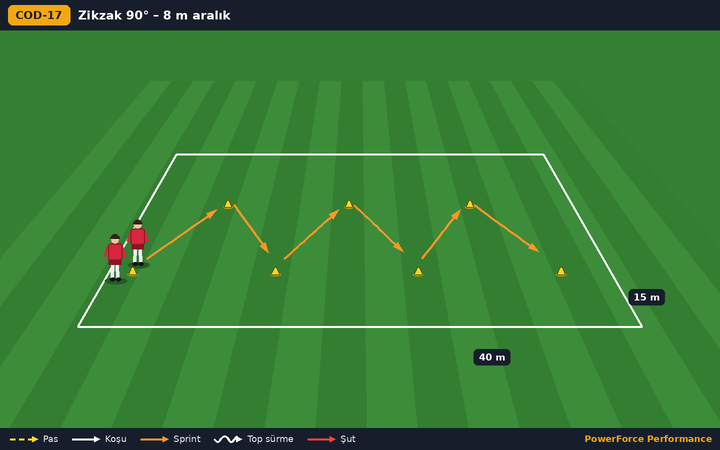 COD-17 Zikzak 90° – 8 m aralık
15 m
40 m
Pas Koşu Sprint Top sürme Şut PowerForce Performance